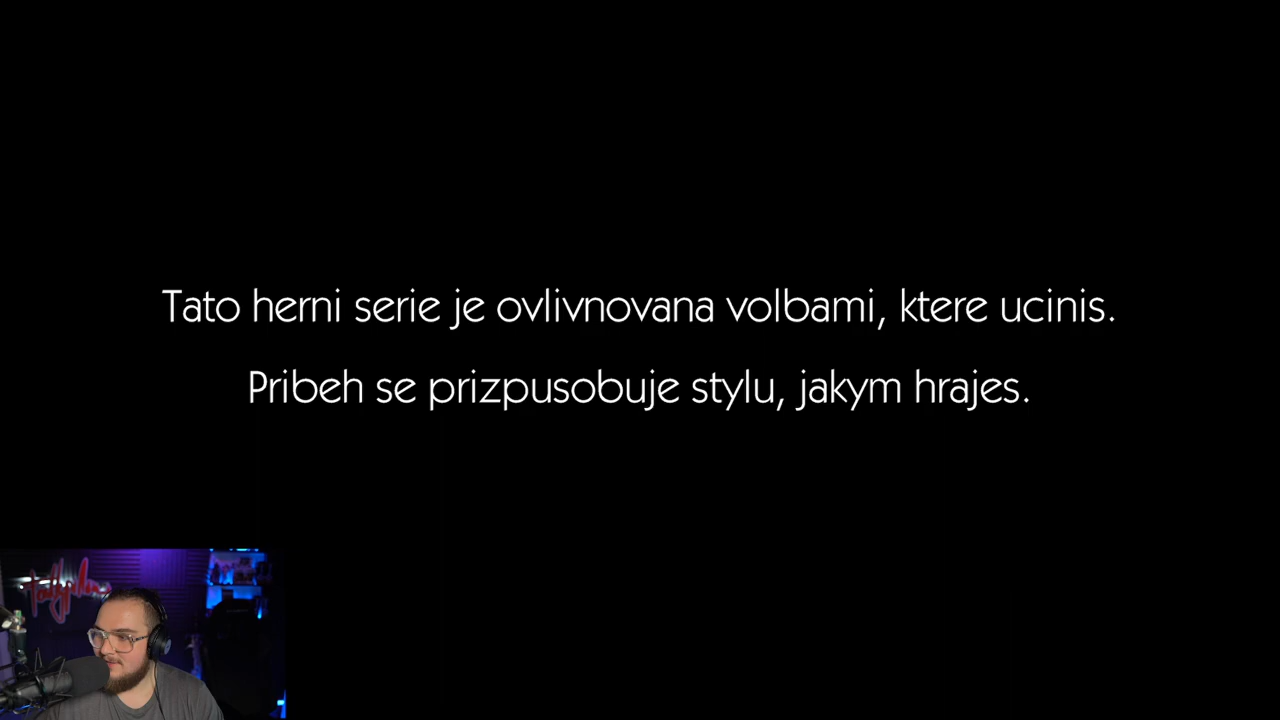 Tato herni serie je ovlivnovana volbami, ktere ucinis.
Pribeh se prizpusobuje stylu, jakym hrajes.